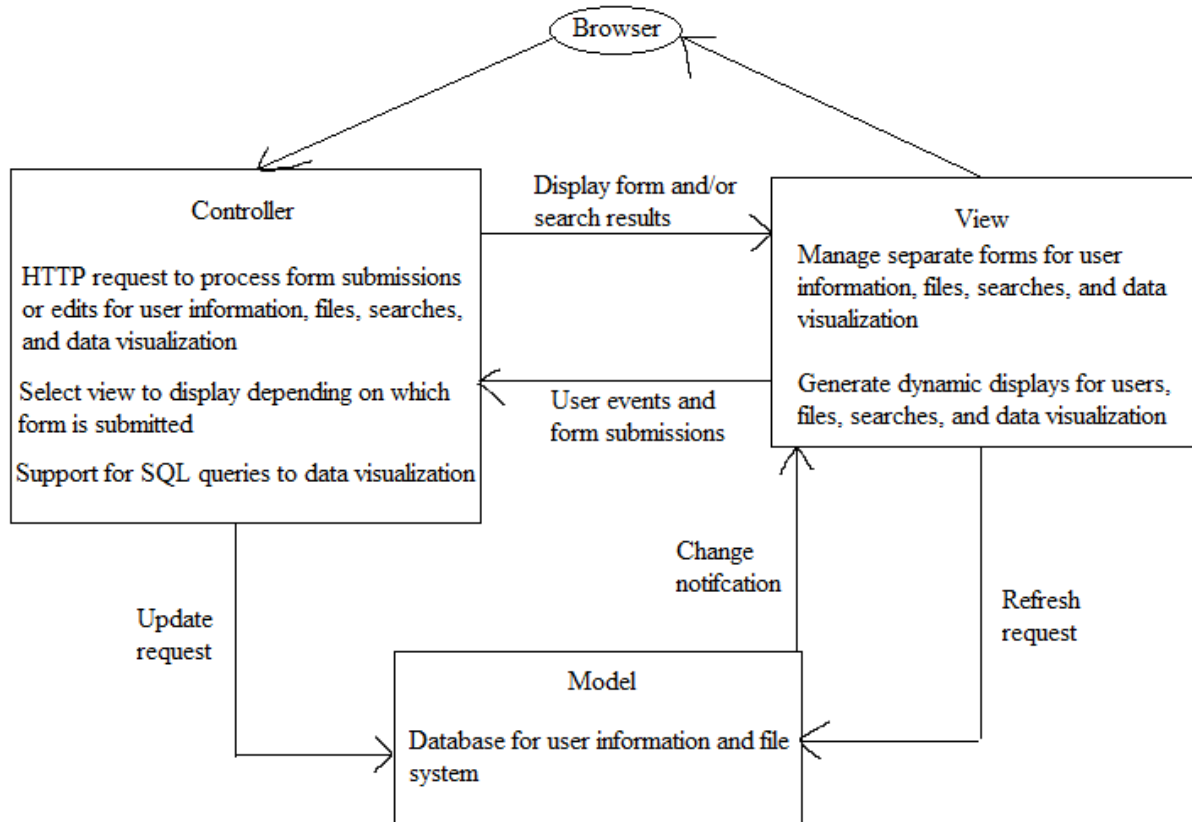 Browser
Controller
HTTP request to process form submissions
or edits for user information, files, searches,
and data visualization
Select view to display depending on which
form is submitted
Support for SQL queries to data visualization
Display form and/or
search results
View
Manage separate forms for user
information, files, searches, and data
visualization
Generate dynamic displays for users,
files, searches, and data visualization
User events and
form submissions
Change
notifcation
Refresh
request
Update
request
Model
Database for user information and file
system